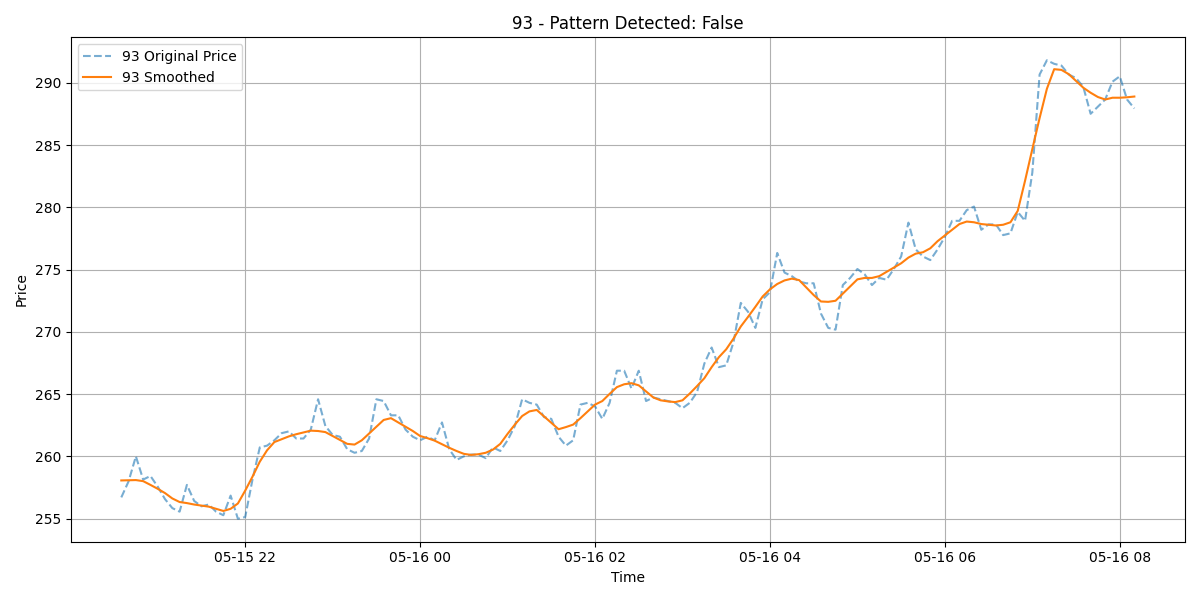 93 - Pattern Detected: False
93 Original Price
93 Smoothed
Price
290
285
280
275
270
265
260
255
05-15 22
05-16 00
05-16 02
05-16 04
05-16 06
05-16 08
Time